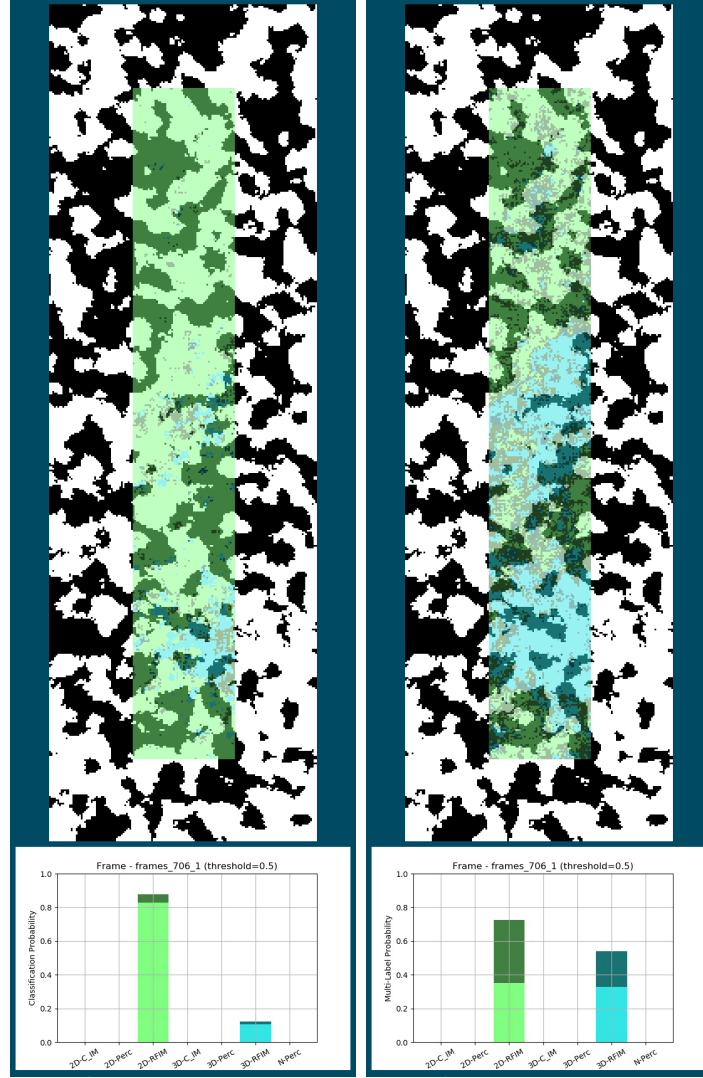 Frame - frames_706_1 (threshold=0.5)
Classification Probability
1.0
0.8
0.6
0.4
0.2
0.0
2D-C_IM
2D-Perc
2D-RFIM
3D-C_IM
3D-Perc
3D-RFIM
N-Perc
Frame - frames_706_1 (threshold=0.5)
Multi-Label Probability
1.0
0.8
0.6
0.4
0.2
0.0
2D-C_IM
2D-Perc
2D-RFIM
3D-C_IM
3D-Perc
3D-RFIM
N-Perc